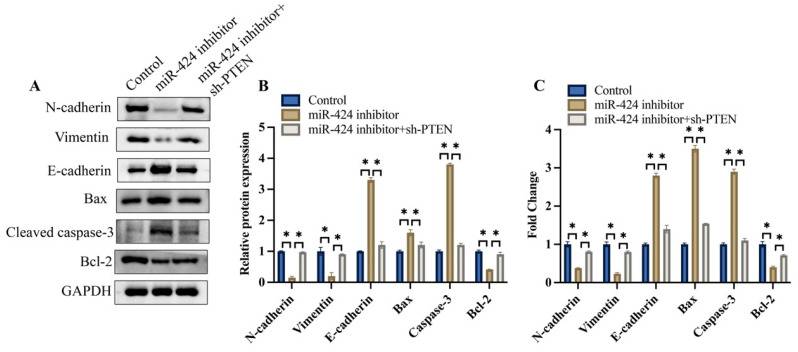 A
Control
miR-424 inhibitor
miR-424 inhibitor+
sh-PTEN
N-cadherin
Vimentin
E-cadherin
Bax
Cleaved caspase-3
Bcl-2
GAPDH
B
Control
miR-424 inhibitor
miR-424 inhibitor+sh-PTEN
Relative protein expression
5
4
3
2
1
0
* * * * * * * * * * * *
N-cadherin
Vimentin
E-cadherin
Bax
Caspase-3
Bcl-2
C
Control
miR-424 inhibitor
miR-424 inhibitor+sh-PTEN
Fold Change
4
3
2
1
0
* * * * * * * * * * * *
N-cadherin
Vimentin
E-cadherin
Bax
Caspase-3
Bcl-2